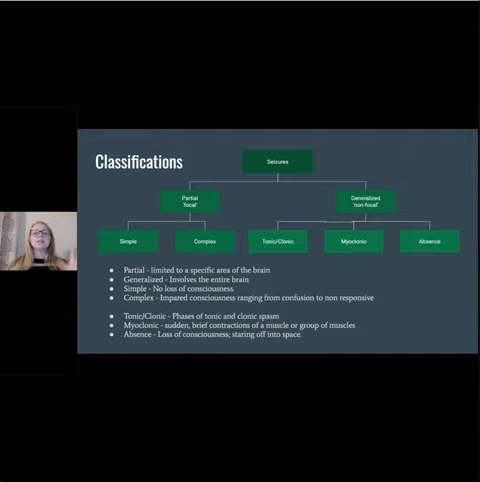 Classifications
Seizures
Partial
'focal'
Generalized
'non-focal'
Simple
Complex
Tonic/Clonic
Myoclonic
Absence
● Partial - limited to a specific area of the brain
● Generalized - Involves the entire brain
● Simple - No loss of consciousness.
● Complex - Impared consciousness ranging from confusion to non responsive
● Tonic/Clonic - Phases of tonic and clonic spasm
● Myoclonic - sudden, brief contractions of a muscle or group of muscles
● Absence - Loss of consciousness; staring off into space.